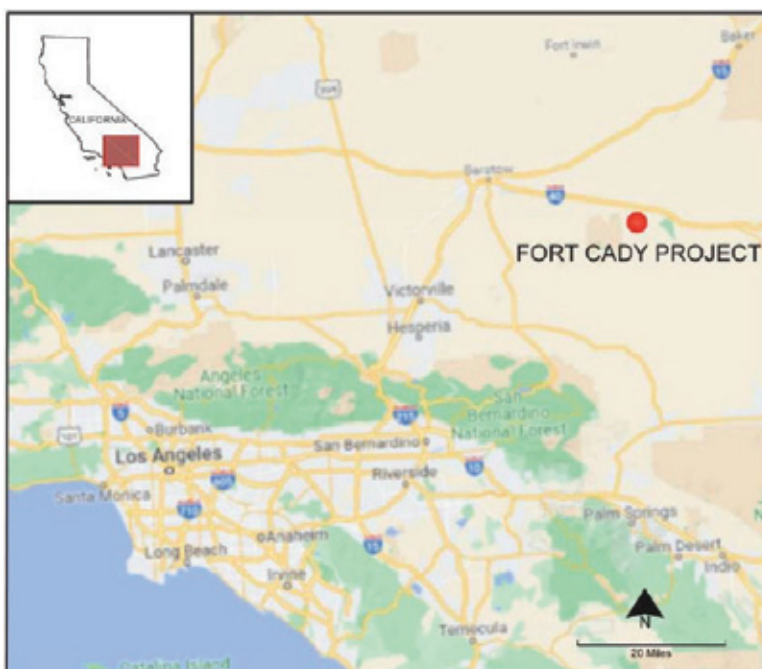 Fort Irwin
Baker
15
395
CALIFORNIA
Barstow
40
FORT CADY PROJECT
Lancaster
Palmdale
Victorville
Hesperia
Angeles
National Forest
San
Bernardino
National Forest
5
215
101
Burbank
San Bernardino
Los Angeles
10
605
Riverside
Santa Monica
710
Palm Springs
Anaheim
15
Long Beach
Palm Desert
Indio
Irvine
N
Temecula
20 Miles
Catalina Island